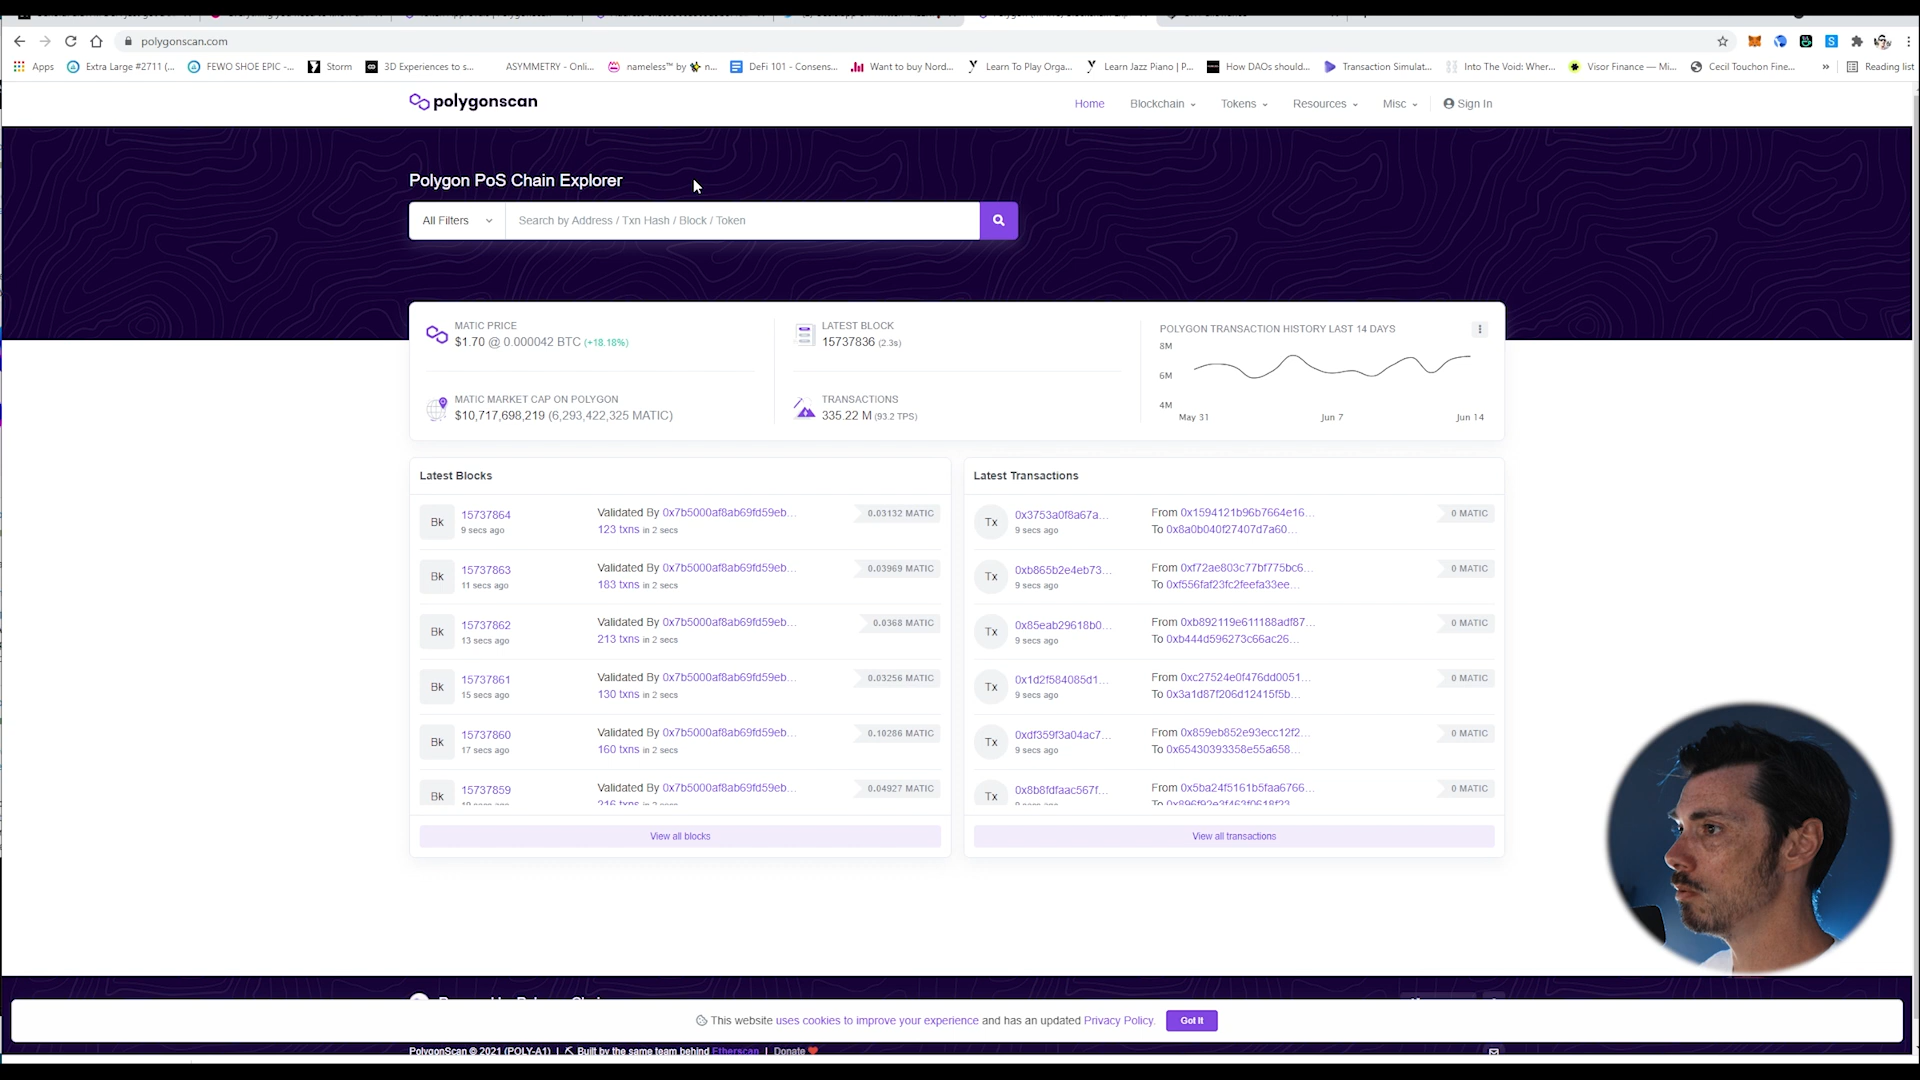 polygonscan.com
Apps
Extra Large #2711 (...
FEWO SHOE EPIC -...
Storm
3D Experiences to s...
ASYMMETRY - Onli...
nameless™ by n...
DeFi 101 - Consens...
Want to buy Nord...
Learn To Play Orga...
Learn Jazz Piano | P...
How DAOs should...
Transaction Simulat...
Into The Void: Wher...
Visor Finance — Mi...
Cecil Touchon Fine...
»
Reading list
polygonscan
Home
Blockchain
Tokens
Resources
Misc
Sign In
Polygon PoS Chain Explorer
All Filters
Search by Address / Txn Hash / Block / Token
MATIC PRICE
$1.70 @ 0.000042 BTC (+18.18%)
LATEST BLOCK
15737836 (2.3s)
MATIC MARKET CAP ON POLYGON
$10,717,698,219 (6,293,422,325 MATIC)
TRANSACTIONS
335.22 M (93.2 TPS)
POLYGON TRANSACTION HISTORY LAST 14 DAYS
8M
6M
4M
May 31
Jun 7
Jun 14
Latest Blocks
Bk
15737864
9 secs ago
Validated By 0x7b5000af8ab69fd59eb...
123 txns in 2 secs
0.03132 MATIC
Bk
15737863
11 secs ago
Validated By 0x7b5000af8ab69fd59eb...
183 txns in 2 secs
0.03969 MATIC
Bk
15737862
13 secs ago
Validated By 0x7b5000af8ab69fd59eb...
213 txns in 2 secs
0.0368 MATIC
Bk
15737861
15 secs ago
Validated By 0x7b5000af8ab69fd59eb...
130 txns in 2 secs
0.03256 MATIC
Bk
15737860
17 secs ago
Validated By 0x7b5000af8ab69fd59eb...
160 txns in 2 secs
0.10286 MATIC
Bk
15737859
Validated By 0x7b5000af8ab69fd59eb...
216 txns in 2 secs
0.04927 MATIC
View all blocks
Latest Transactions
Tx
0x3753a0f8a67a...
9 secs ago
From 0x1594121b96b7664e16...
To 0x8a0b040f27407d7a60...
0 MATIC
Tx
0xb865b2e4eb73...
9 secs ago
From 0xf72ae803c77bf775bc6...
To 0xf556faf23fc2feefa33ee...
0 MATIC
Tx
0x85eab29618b0...
9 secs ago
From 0xb892119e611188adf87...
To 0xb444d596273c66ac26...
0 MATIC
Tx
0x1d2f584085d1...
9 secs ago
From 0xc27524e0f476dd0051...
To 0x3a1d87f206d12415f5b...
0 MATIC
Tx
0xdf359f3a04ac7...
9 secs ago
From 0x859eb852e93ecc12f2...
To 0x65430393358e55a658...
0 MATIC
Tx
0x8b8fdfaac567f...
From 0x5ba24f5161b5faa6766...
0 MATIC
View all transactions
This website uses cookies to improve your experience and has an updated Privacy Policy.
Got It
PolygonScan © 2021 (POLY-A1) | Built by the same team behind Etherscan | Donate